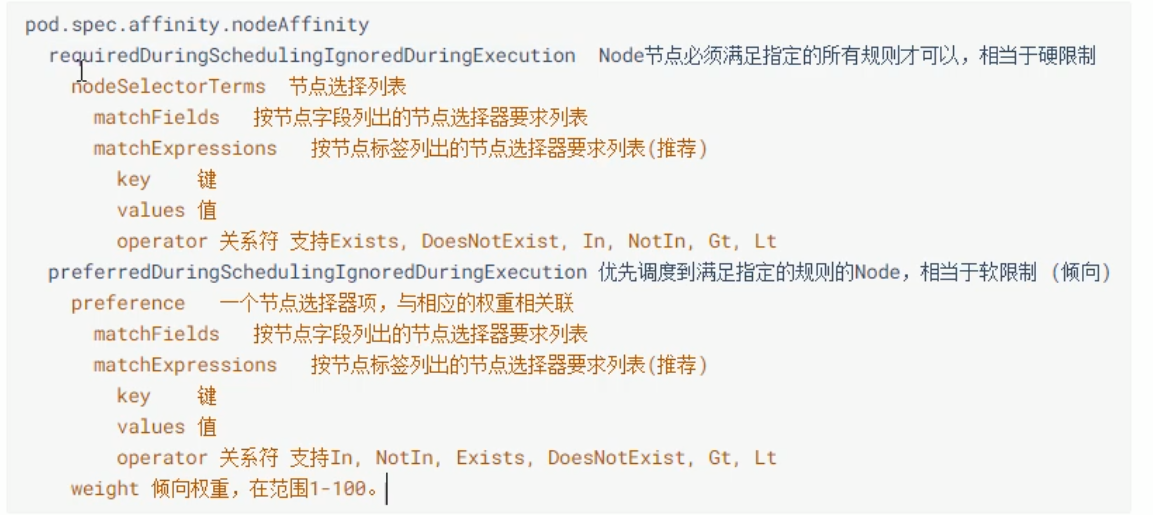 pod.spec.affinity.nodeAffinity
requiredDuringSchedulingIgnoredDuringExecution Node节点必须满足指定的所有规则才可以，相当于硬限制
nodeSelectorTerms 节点选择列表
matchFields 按节点字段列出的节点选择器要求列表
matchExpressions 按节点标签列出的节点选择器要求列表(推荐)
key 键
values 值
operator 关系符 支持Exists, DoesNotExist, In, NotIn, Gt, Lt
preferredDuringSchedulingIgnoredDuringExecution 优先调度到满足指定的规则的Node，相当于软限制 (倾向)
preference 一个节点选择器项，与相应的权重相关联
matchFields 按节点字段列出的节点选择器要求列表
matchExpressions 按节点标签列出的节点选择器要求列表(推荐)
key 键
values 值
operator 关系符 支持In, NotIn, Exists, DoesNotExist, Gt, Lt
weight 倾向权重，在范围1-100。